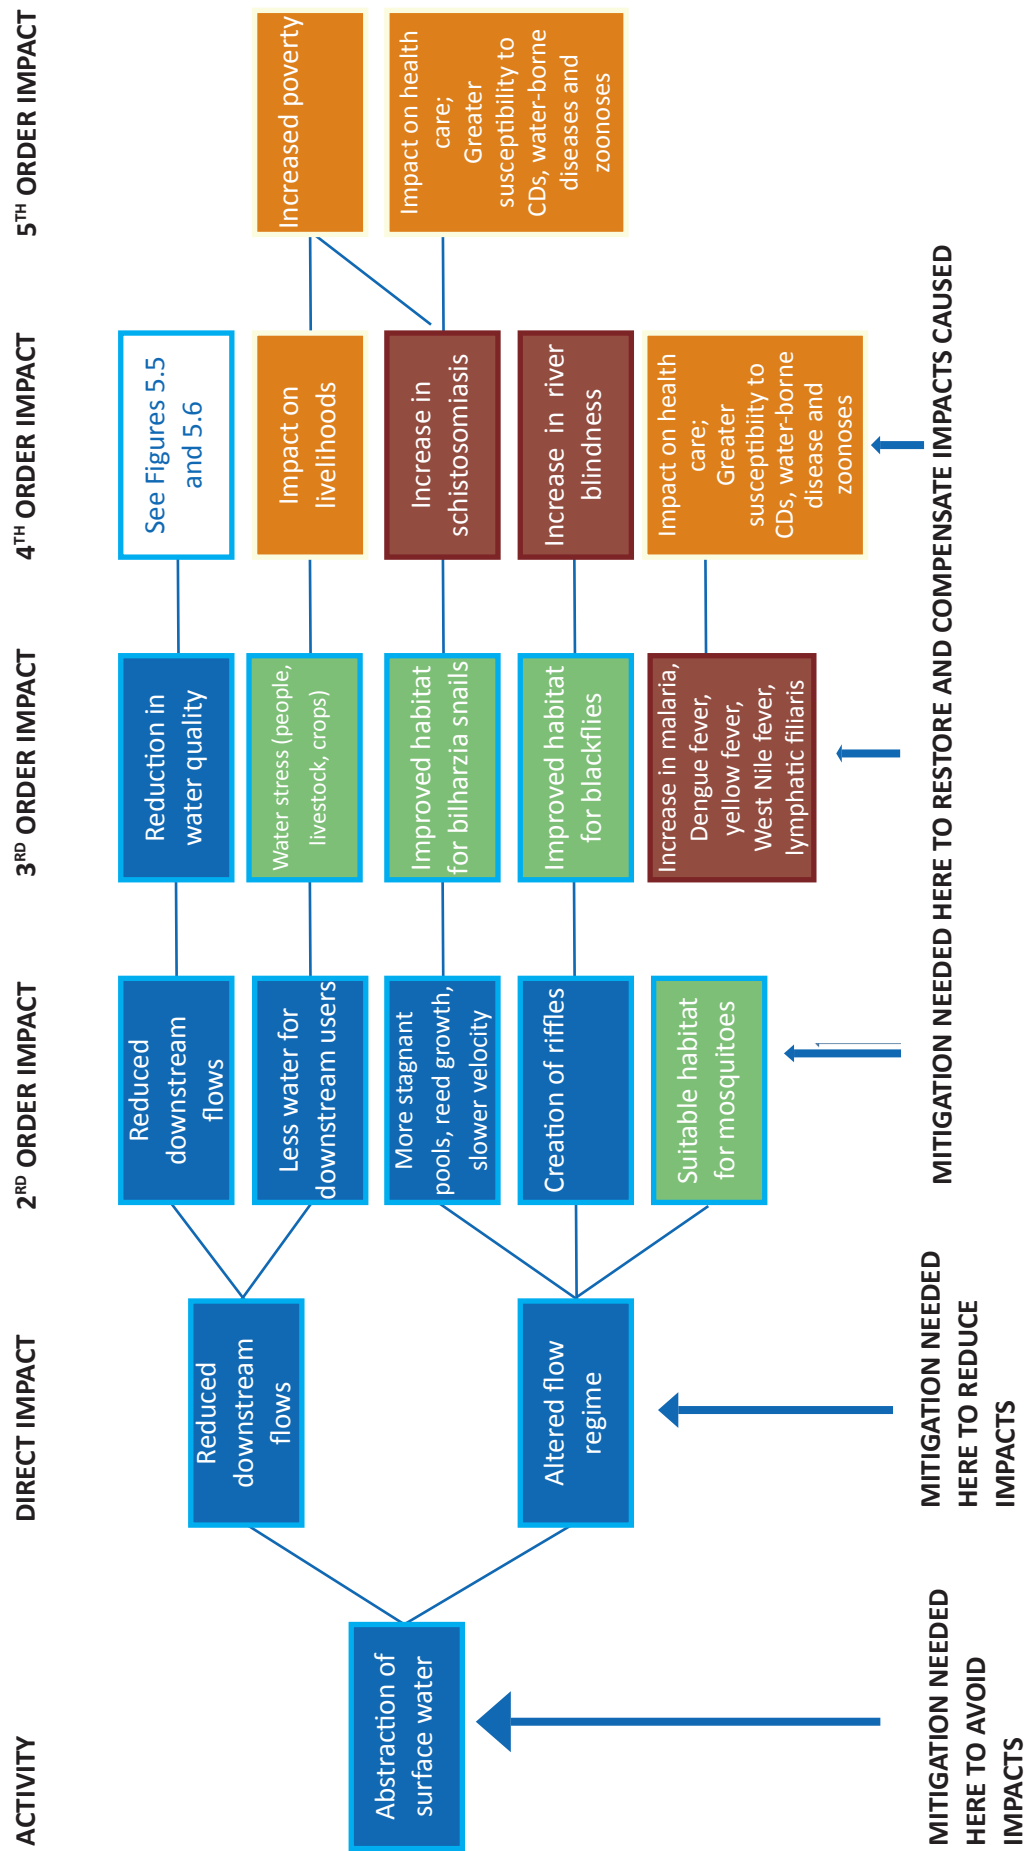 ACTIVITY
DIRECT IMPACT
2RD ORDER IMPACT
3RD ORDER IMPACT
4TH ORDER IMPACT
5TH ORDER IMPACT
Abstraction of
surface water
Reduced
downstream
flows
Altered flow
regime
Reduced
downstream
flows
Less water for
downstream users
More stagnant
pools, reed growth,
slower velocity
Creation of riffles
Suitable habitat
for mosquitoes
Reduction in
water quality
Water stress (people,
livestock, crops)
Improved habitat
for bilharzia snails
Improved habitat
for blackflies
Increase in malaria,
Dengue fever,
yellow fever,
West Nile fever,
lymphatic filiaris
See Figures 5.5
and 5.6
Impact on
livelihoods
Increase in
schistosomiasis
Increase in river
blindness
Impact on health
care;
Greater
susceptibiity to
CDs, water-borne
disease and
zoonoses
Increased poverty
Impact on health
care;
Greater
susceptibility to
CDs, water-borne
diseases and
zoonoses
MITIGATION NEEDED
HERE TO AVOID
IMPACTS
MITIGATION NEEDED
HERE TO REDUCE
IMPACTS
MITIGATION NEEDED HERE TO RESTORE AND COMPENSATE IMPACTS CAUSED